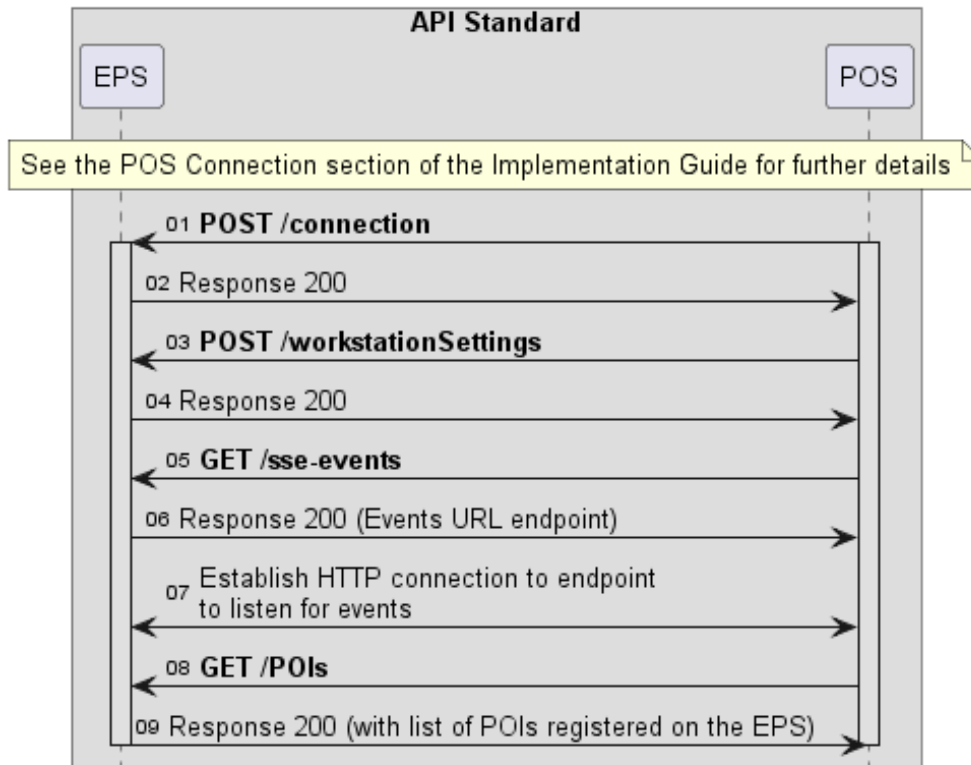 API Standard
EPS
POS
See the POS Connection section of the Implementation Guide for further details
01 POST /connection
02 Response 200
03 POST /workstationSettings
04 Response 200
05 GET /sse-events
06 Response 200 (Events URL endpoint)
07 Establish HTTP connection to endpoint
to listen for events
08 GET /POIs
09 Response 200 (with list of POIs registered on the EPS)